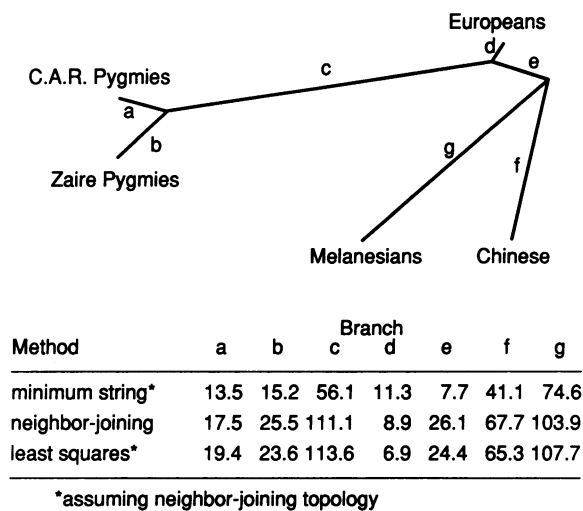 Europeans
d
e
c
C.A.R. Pygmies
a
b
g
Zaire Pygmies
f
Melanesians Chinese
Branch
Method a b c d e f g
minimum string* 13.5 15.2 56.1 11.3 7.7 41.1 74.6
neighbor-joining 17.5 25.5 111.1 8.9 26.1 67.7 103.9
least squares* 19.4 23.6 113.6 6.9 24.4 65.3 107.7
*assuming neighbor-joining topology